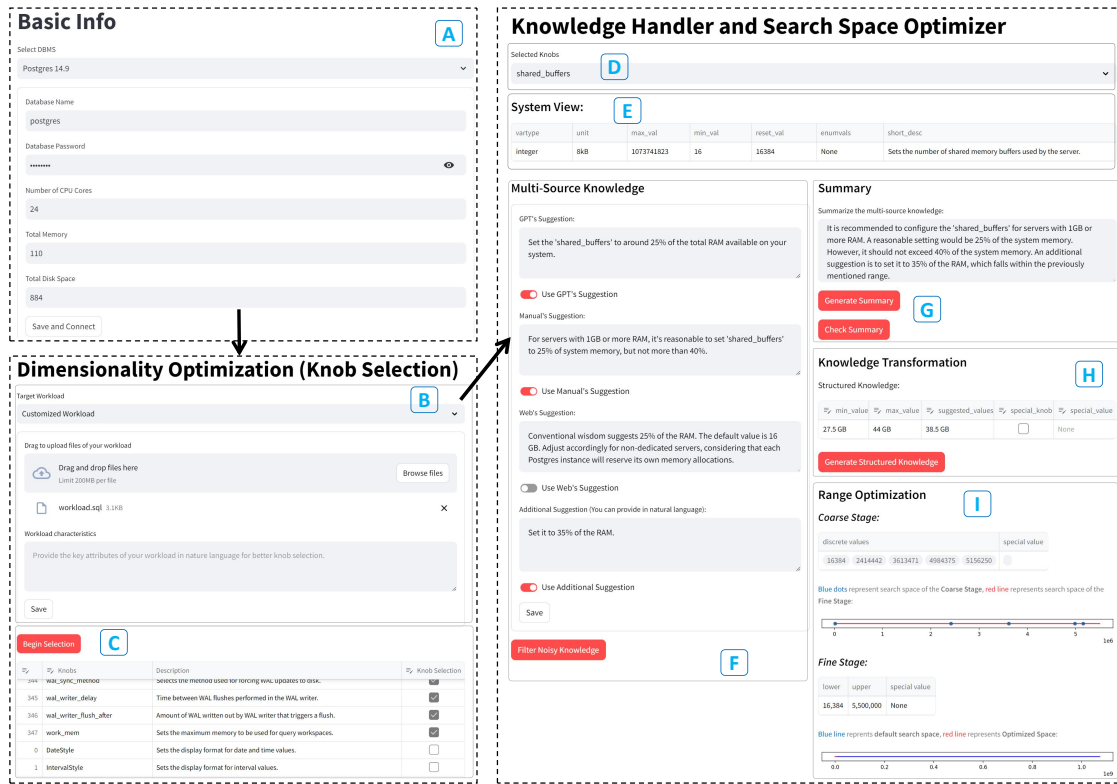 Basic Info
A
Select DBMS
Postgres 14.9
Database Name
postgres
Database Password
••••••••
Number of CPU Cores
24
Total Memory
110
Total Disk Space
884
Save and Connect
Dimensionality Optimization (Knob Selection)
B
Target Workload
Customized Workload
Drag to upload files of your workload
Drag and drop files here
Limit 200MB per file
Browse files
workload.sql 3.1KB
Workload characteristics
Provide the key attributes of your workload in nature language for better knob selection.
Save
Begin Selection
C
Knobs Description Knob Selection
344 wal_sync_method Selects the method used for forcing WAL updates to disk.
345 wal_writer_delay Time between WAL flushes performed in the WAL writer.
346 wal_writer_flush_after Amount of WAL written out by WAL writer that triggers a flush.
347 work_mem Sets the maximum memory to be used for query workspaces.
0 DateStyle Sets the display format for date and time values.
1 IntervalStyle Sets the display format for interval values.
Knowledge Handler and Search Space Optimizer
Selected Knobs
D
shared_buffers
System View:
E
vartype unit max_val min_val reset_val enumvals short_desc
integer 8kB 1073741823 16 16384 None Sets the number of shared memory buffers used by the server.
Multi-Source Knowledge
GPT's Suggestion:
Set the 'shared_buffers' to around 25% of the total RAM available on your
system.
Use GPT's Suggestion
Manual's Suggestion:
For servers with 1GB or more RAM, it's reasonable to set 'shared_buffers'
to 25% of system memory, but not more than 40%.
Use Manual's Suggestion
Web's Suggestion:
Conventional wisdom suggests 25% of the RAM. The default value is 16
GB. Adjust accordingly for non-dedicated servers, considering that each
Postgres instance will reserve its own memory allocations.
Use Web's Suggestion
Additional Suggestion (You can provide in natural language):
Set it to 35% of the RAM.
Use Additional Suggestion
Save
Filter Noisy Knowledge
F
Summary
Summarize the multi-source knowledge:
It is recommended to configure the 'shared_buffers' for servers with 1GB or
more RAM. A reasonable setting would be 25% of the system memory.
However, it should not exceed 40% of the system memory. An additional
suggestion is to set it to 35% of the RAM, which falls within the previously
mentioned range.
Generate Summary
G
Check Summary
Knowledge Transformation
H
Structured Knowledge:
min_value max_value suggested_values special_knob special_value
27.5 GB 44 GB 38.5 GB None
Generate Structured Knowledge
Range Optimization
I
Coarse Stage:
discrete values special value
16384 2414442 3613471 4984375 5156250
Blue dots represent search space of the Coarse Stage, red line represents search space of the
Fine Stage:
0 1 2 3 4 5
1e6
Fine Stage:
lower upper special value
16,384 5,500,000 None
Blue line reprents default search space, red line represents Optimized Space:
0.0 0.2 0.4 0.6 0.8 1.0
1e9